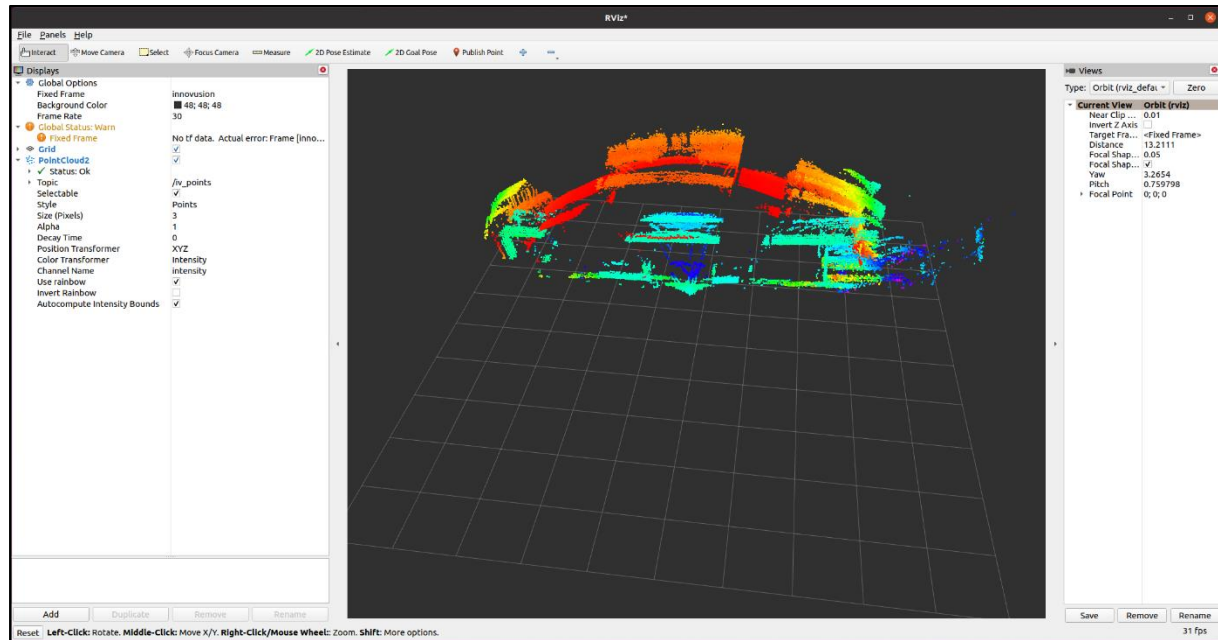 RViz*
File Panels Help
Interact Move Camera Select Focus Camera Measure 2D Pose Estimate 2D Goal Pose Publish Point
Displays
Global Options
Fixed Frame innovusion
Background Color 48; 48; 48
Frame Rate 30
Global Status: Warn
Fixed Frame No tf data. Actual error: Frame [inno...
Grid
PointCloud2
Status: Ok
Topic /iv_points
Selectable
Style Points
Size (Pixels) 3
Alpha 1
Decay Time 0
Position Transformer XYZ
Color Transformer Intensity
Channel Name intensity
Use rainbow
Invert Rainbow
Autocompute Intensity Bounds
Add Duplicate Remove Rename
Views
Type: Orbit (rviz_defau Zero
Current View Orbit (rviz)
Near Clip ... 0.01
Invert Z Axis
Target Fra... <Fixed Frame>
Distance 13.2111
Focal Shap... 0.05
Focal Shap...
Yaw 3.2654
Pitch 0.759798
Focal Point 0; 0; 0
Save Remove Rename
Reset Left-Click: Rotate. Middle-Click: Move X/Y. Right-Click/Mouse Wheel: Zoom. Shift: More options. 31 fps